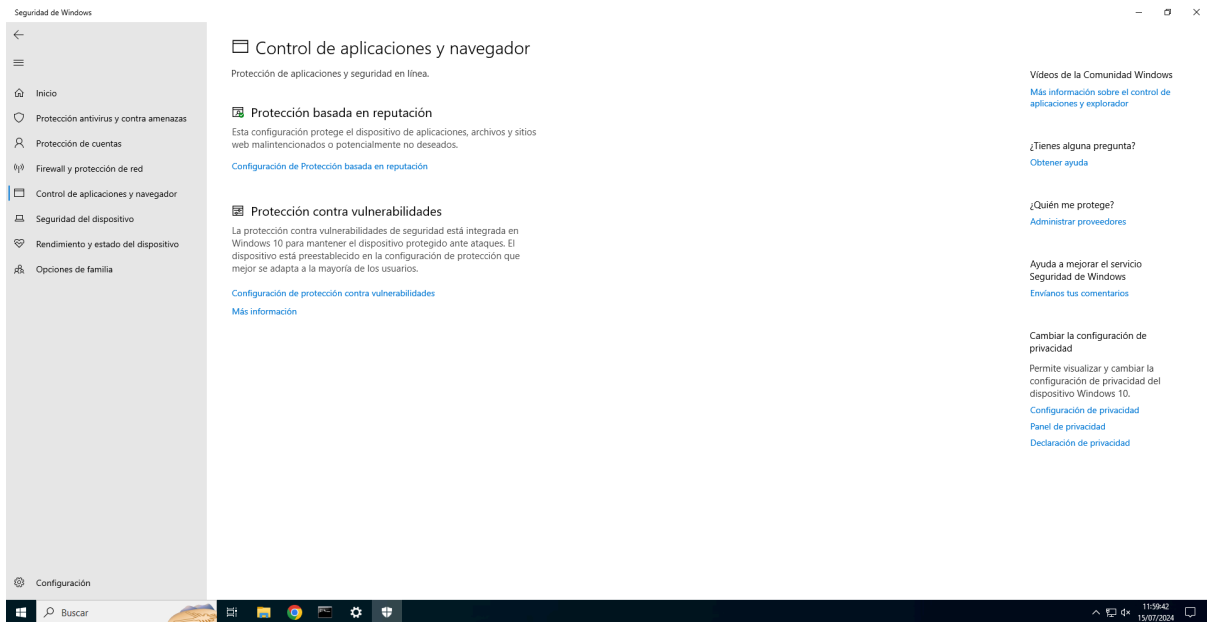 Seguridad de Windows
Inicio
Protección antivirus y contra amenazas
Protección de cuentas
Firewall y protección de red
Control de aplicaciones y navegador
Seguridad del dispositivo
Rendimiento y estado del dispositivo
Opciones de familia
Configuración
Control de aplicaciones y navegador
Protección de aplicaciones y seguridad en línea.
Protección basada en reputación
Esta configuración protege el dispositivo de aplicaciones, archivos y sitios
web malintencionados o potencialmente no deseados.
Configuración de Protección basada en reputación
Protección contra vulnerabilidades
La protección contra vulnerabilidades de seguridad está integrada en
Windows 10 para mantener el dispositivo protegido ante ataques. El
dispositivo está preestablecido en la configuración de protección que
mejor se adapta a la mayoría de los usuarios.
Configuración de protección contra vulnerabilidades
Más información
Vídeos de la Comunidad Windows
Más información sobre el control de
aplicaciones y explorador
¿Tienes alguna pregunta?
Obtener ayuda
¿Quién me protege?
Administrar proveedores
Ayuda a mejorar el servicio
Seguridad de Windows
Envíanos tus comentarios
Cambiar la configuración de
privacidad
Permite visualizar y cambiar la
configuración de privacidad del
dispositivo Windows 10.
Configuración de privacidad
Panel de privacidad
Declaración de privacidad
Buscar
11:59:42
15/07/2024